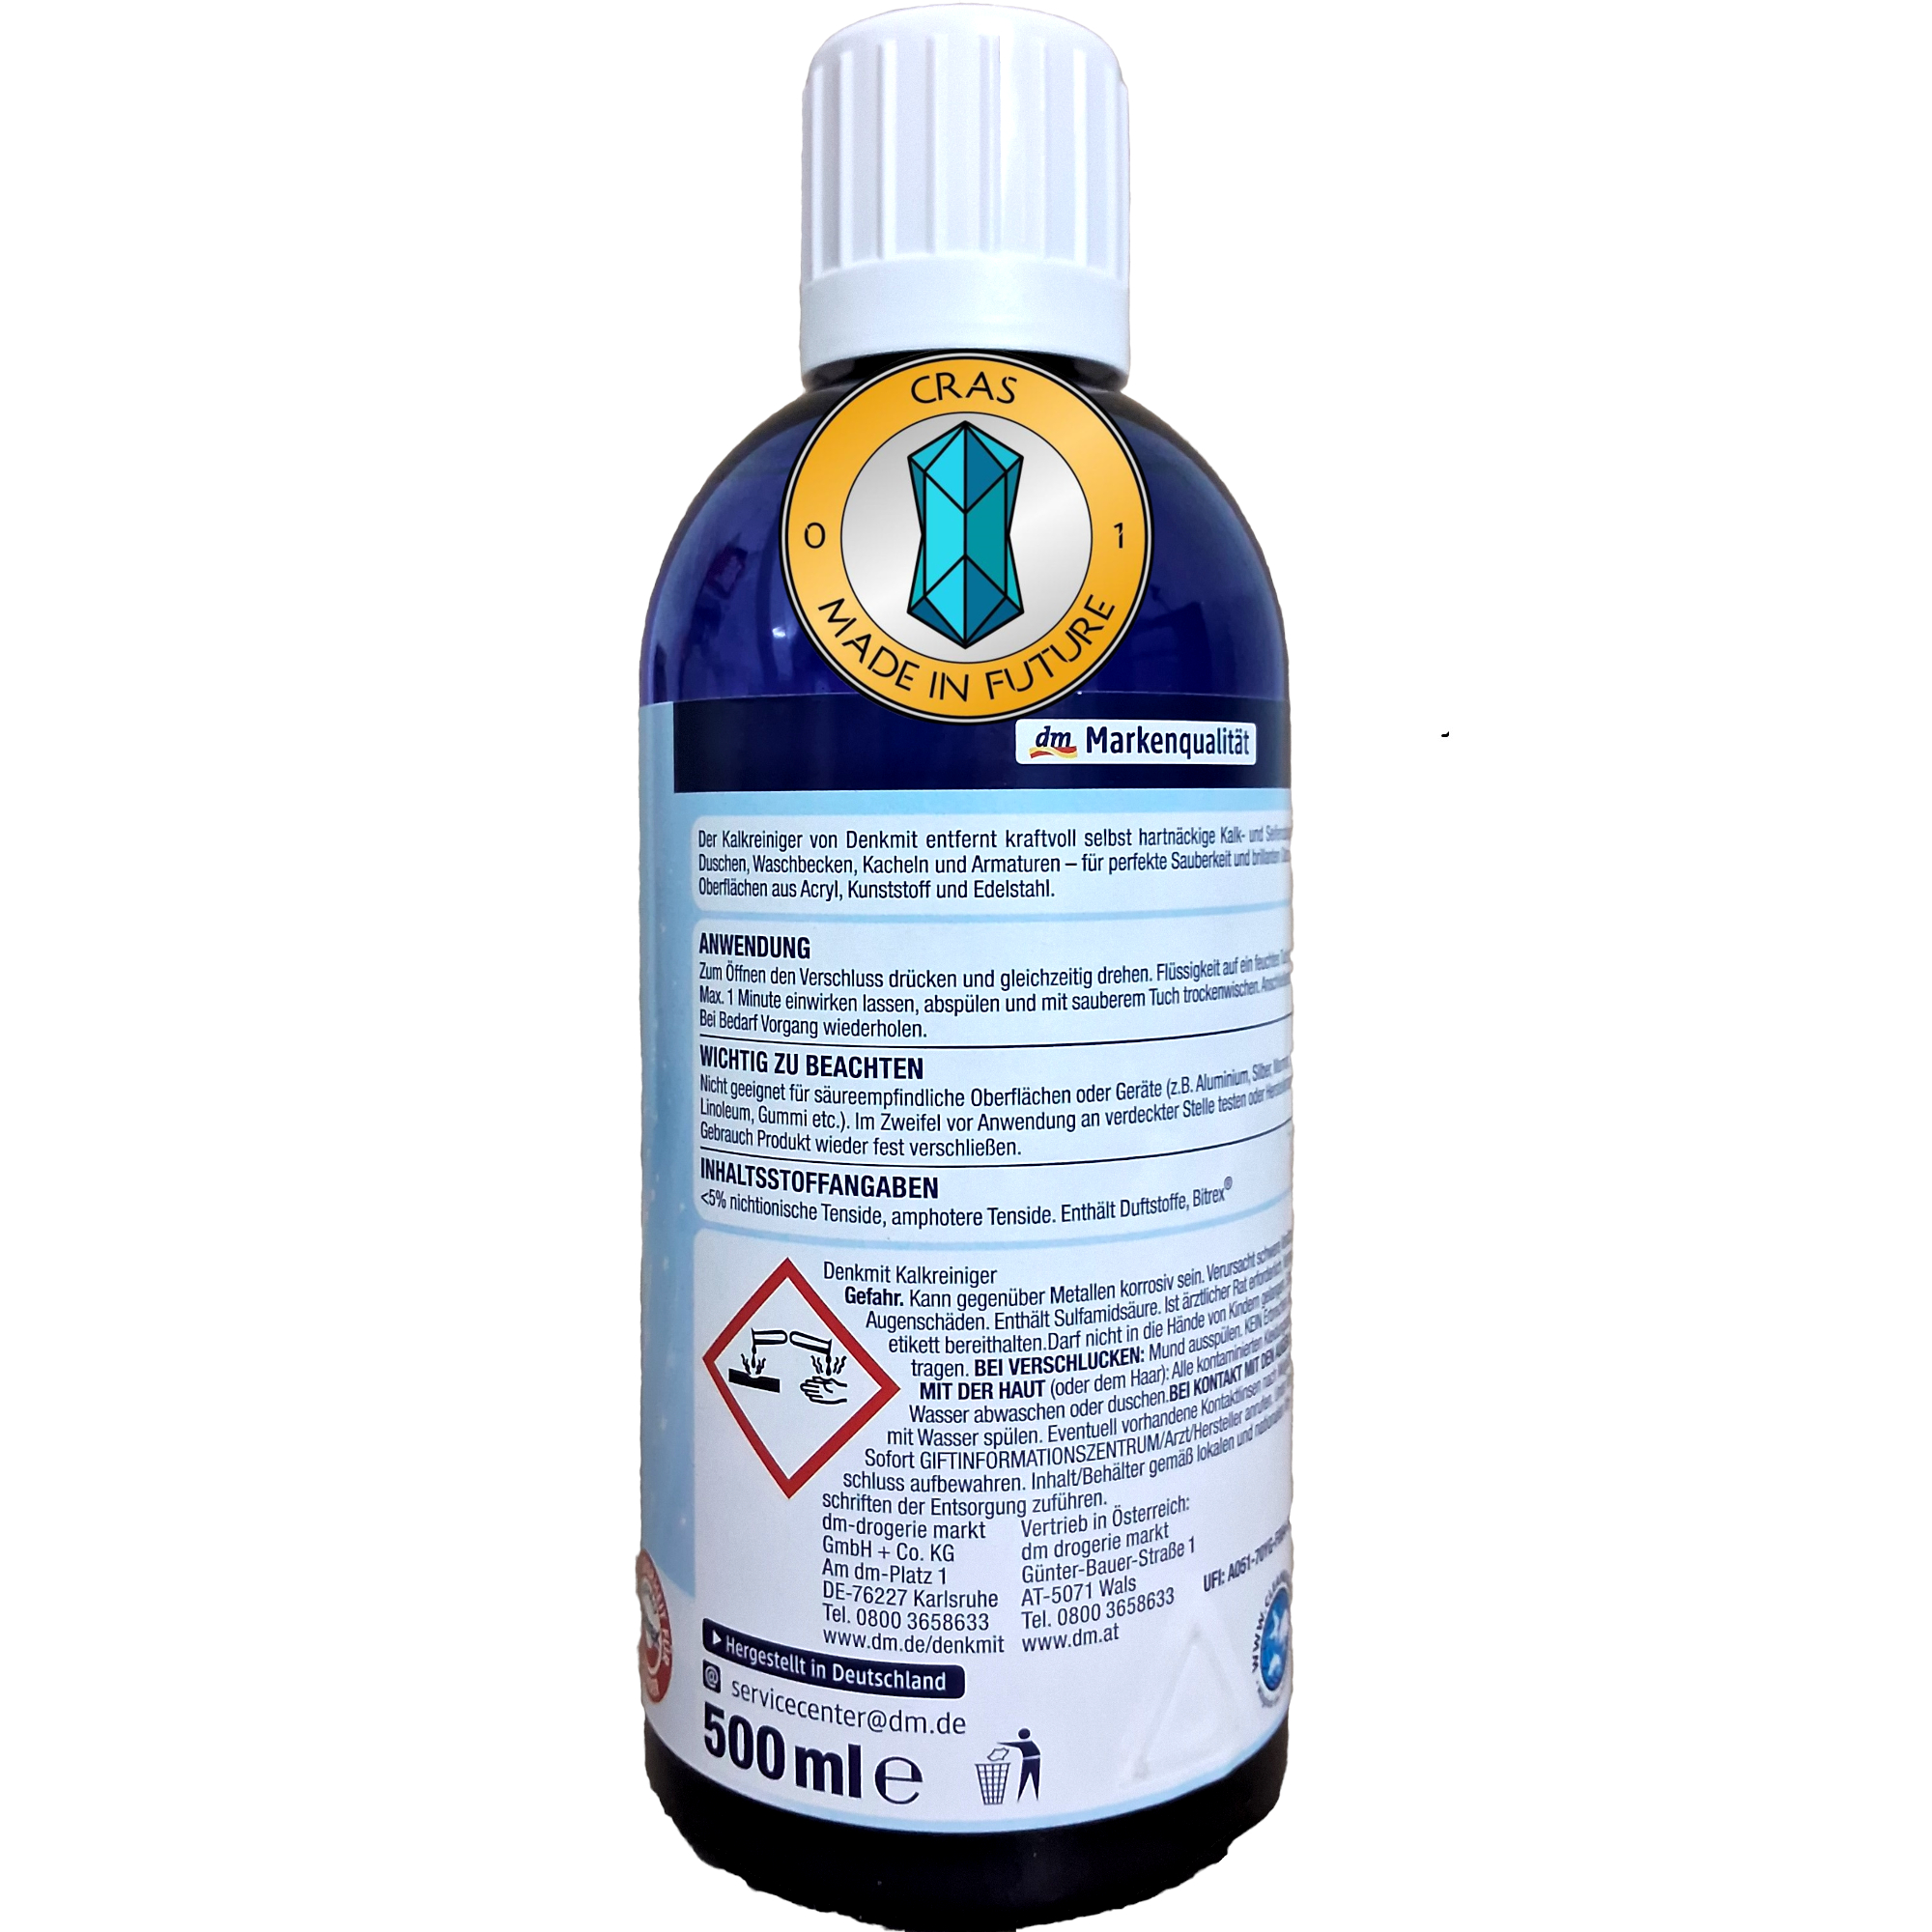 CRAS
0 1
MADE IN FUTURE
dm Markenqualität
Der Kalkreiniger von Denkmit entfernt kraftvoll selbst hartnäckige Kalk- und
Duschen, Waschbecken, Kacheln und Armaturen – für perfekte Sauberkeit und
Oberflächen aus Acryl, Kunststoff und Edelstahl.
ANWENDUNG
Zum Öffnen den Verschluss drücken und gleichzeitig drehen. Flüssigkeit auf ein feuchtes
Max. 1 Minute einwirken lassen, abspülen und mit sauberem Tuch trockenwischen.
Bei Bedarf Vorgang wiederholen.
WICHTIG ZU BEACHTEN
Nicht geeignet für säureempfindliche Oberflächen oder Geräte (z.B. Aluminium, Silber,
Linoleum, Gummi etc.). Im Zweifel vor Anwendung an verdeckter Stelle testen oder
Gebrauch Produkt wieder fest verschließen.
INHALTSSTOFFANGABEN
<5% nichtionische Tenside, amphotere Tenside. Enthält Duftstoffe, Bitrex®
Denkmit Kalkreiniger
Gefahr. Kann gegenüber Metallen korrosiv sein. Verursacht schwere
Augenschäden. Enthält Sulfamidsäure. Ist ärztlicher Rat erforderlich,
etikett bereithalten.Darf nicht in die Hände von Kindern gelangen.
tragen. BEI VERSCHLUCKEN: Mund ausspülen. KEIN
MIT DER HAUT (oder dem Haar): Alle kontaminierten
Wasser abwaschen oder duschen.BEI KONTAKT MIT DEN
mit Wasser spülen. Eventuell vorhandene Kontaktlinsen nach
Sofort GIFTINFORMATIONSZENTRUM/Arzt/Hersteller anrufen.
schluss aufbewahren. Inhalt/Behälter gemäß lokalen und
schriften der Entsorgung zuführen.
dm-drogerie markt
GmbH + Co. KG
Am dm-Platz 1
DE-76227 Karlsruhe
Tel. 0800 3658633
www.dm.de/denkmit
Vertrieb in Österreich:
dm drogerie markt
Günter-Bauer-Straße 1
AT-5071 Wals
Tel. 0800 3658633
www.dm.at
UFI:
Hergestellt in Deutschland
@ servicecenter@dm.de
500 ml e